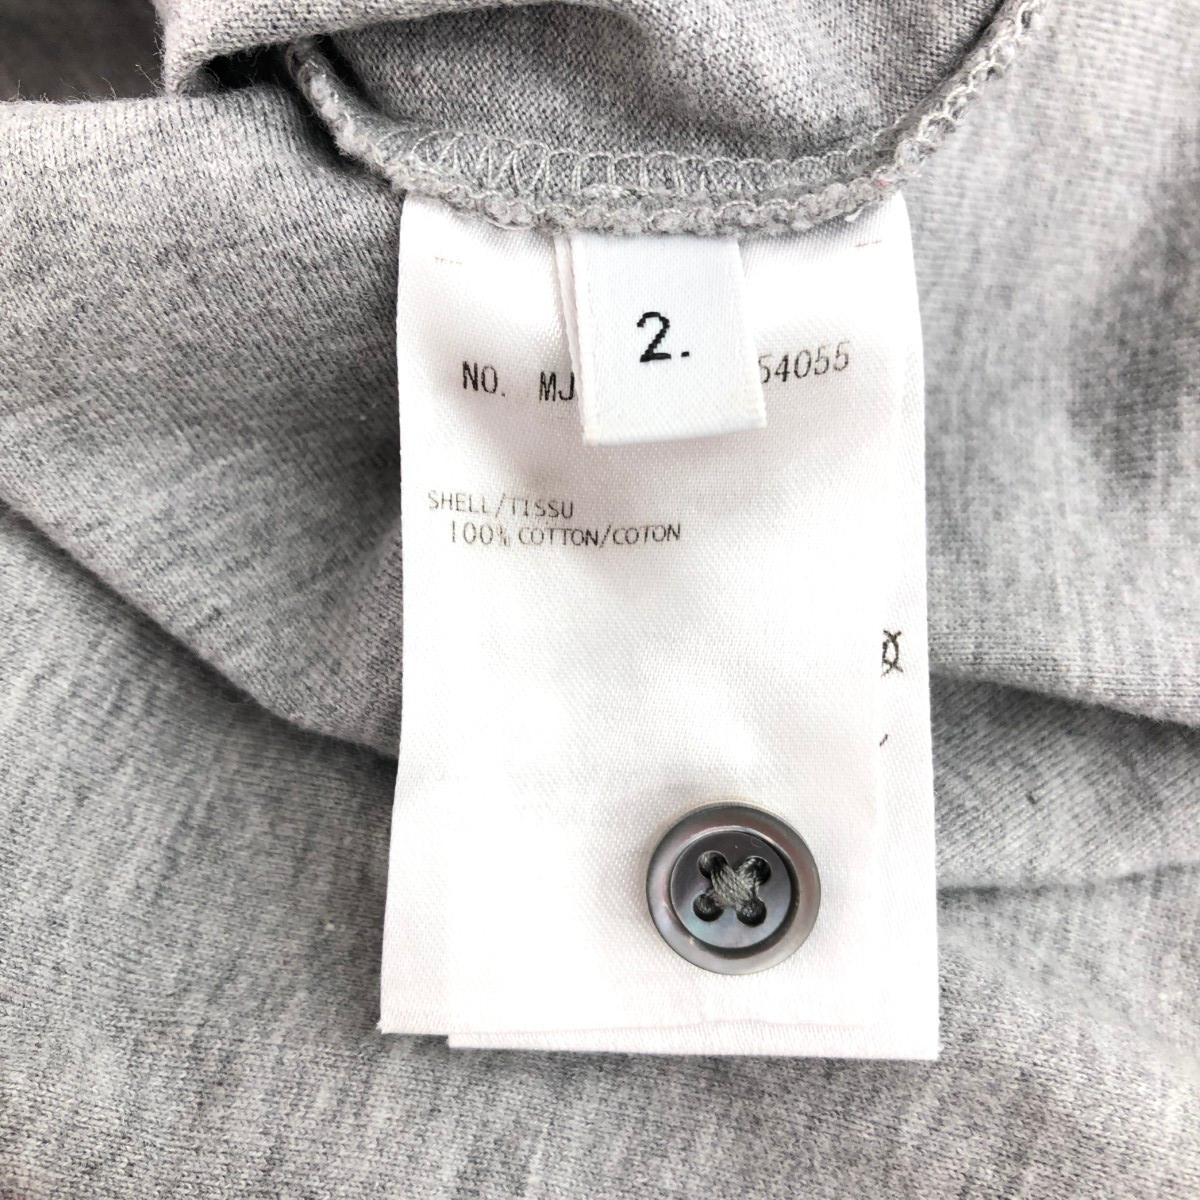 2.
NO. MJ 54055
SHELL/TISSU
100% COTTON/COTON